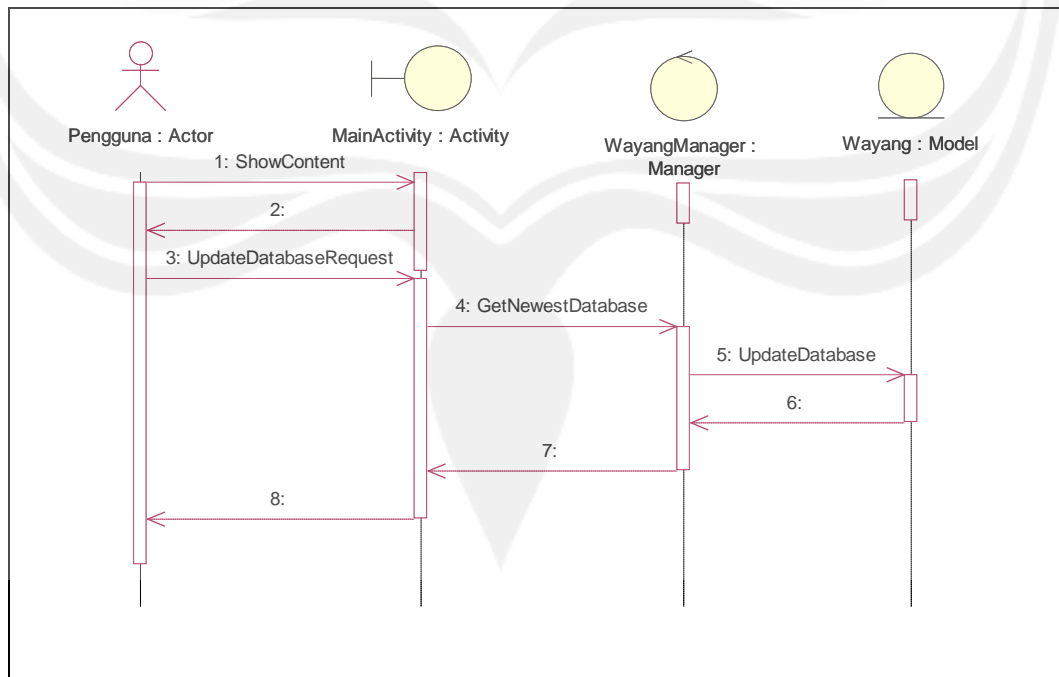 Pengguna : Actor
MainActivity : Activity
WayangManager :
Manager
Wayang : Model
1: ShowContent
2:
3: UpdateDatabaseRequest
4: GetNewestDatabase
5: UpdateDatabase
6:
7:
8: